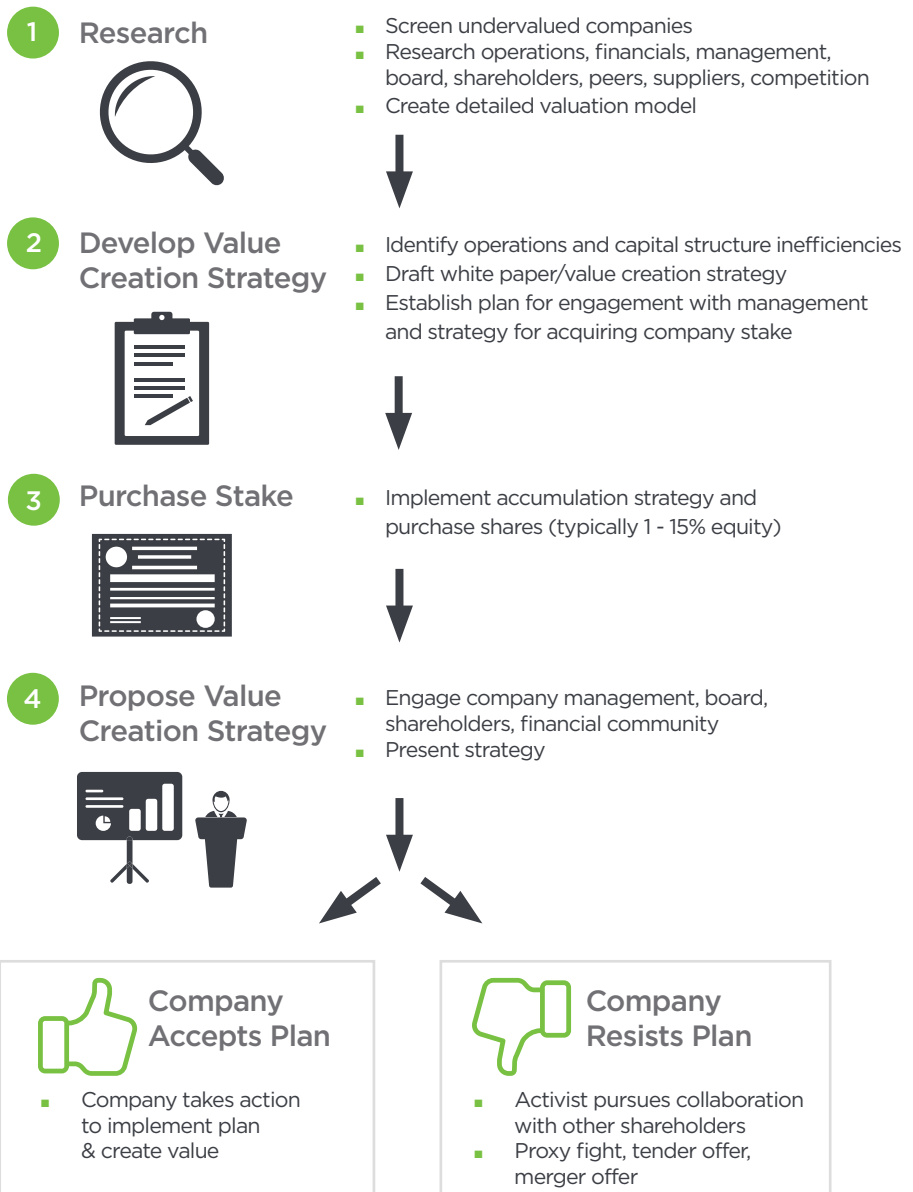 1 Research
▪ Screen undervalued companies
▪ Research operations, financials, management,
board, shareholders, peers, suppliers, competition
▪ Create detailed valuation model
2 Develop Value
Creation Strategy
▪ Identify operations and capital structure inefficiencies
▪ Draft white paper/value creation strategy
▪ Establish plan for engagement with management
and strategy for acquiring company stake
3 Purchase Stake
▪ Implement accumulation strategy and
purchase shares (typically 1 - 15% equity)
4 Propose Value
Creation Strategy
▪ Engage company management, board,
shareholders, financial community
▪ Present strategy
Company
Accepts Plan
▪ Company takes action
to implement plan
& create value
Company
Resists Plan
▪ Activist pursues collaboration
with other shareholders
▪ Proxy fight, tender offer,
merger offer